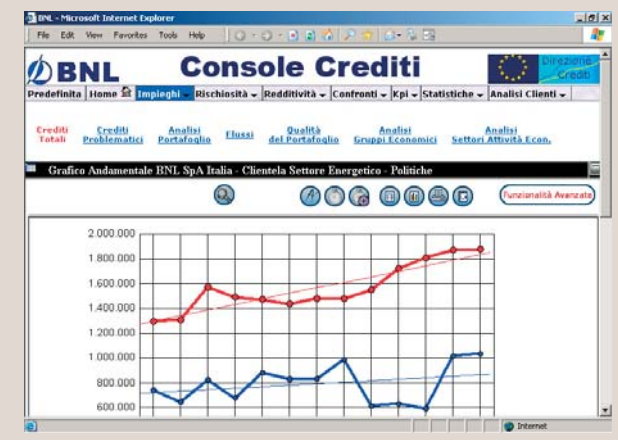 BNL - Microsoft Internet Explorer
File Edit View Favorites Tools Help
BNL Console Crediti Direzione Crediti
Predefinita Home Impieghi Rischiosità Redditività Confronti Kpi Statistiche Analisi Clienti
Crediti Totali Crediti Problematici Analisi Portafoglio Flussi Qualità del Portafoglio Analisi Gruppi Economici Analisi Settori Attività Econ.
Grafico Andamentale BNL SpA Italia - Clientela Settore Energetico - Politiche
Funzionalità Avanzate
2.000.000
1.800.000
1.600.000
1.400.000
1.200.000
1.000.000
800.000
600.000
Internet